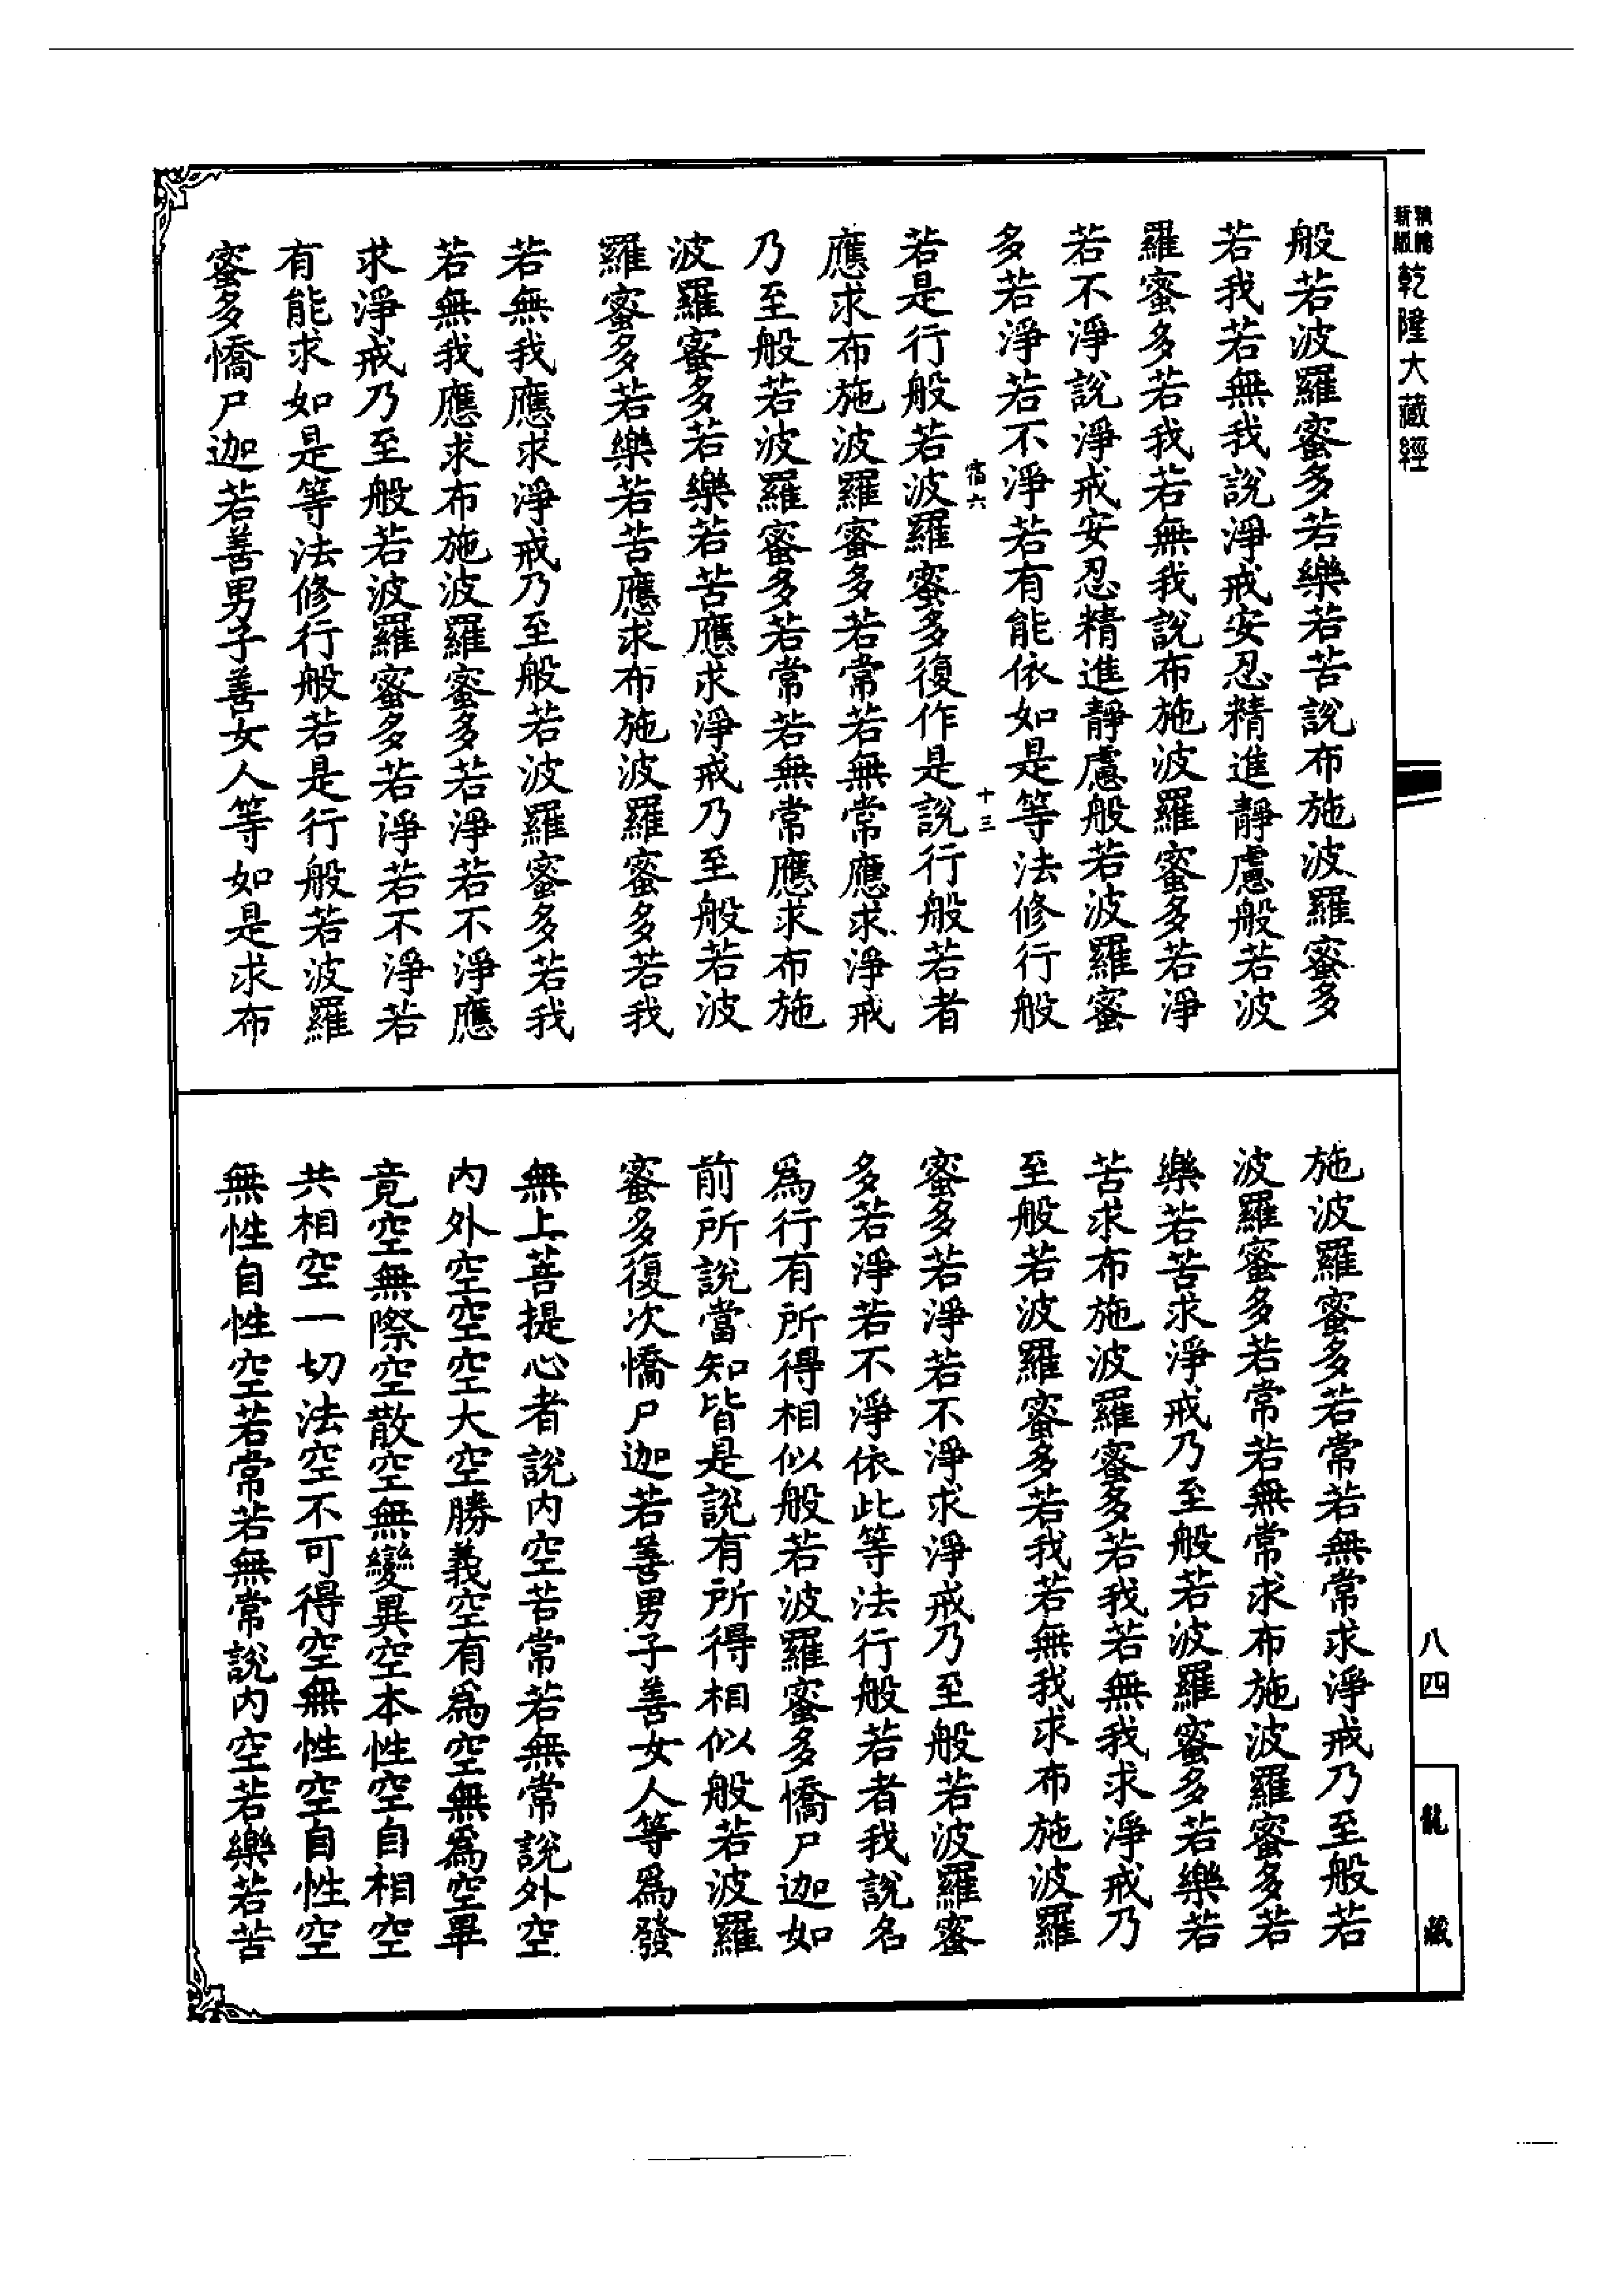 新編
縮版
乾隆大藏經
般若波羅蜜多若樂若苦說布施波羅蜜多
若我若無我說淨戒安忍精進靜慮般若波
羅蜜多若我若無我說布施波羅蜜多若淨
若不淨說淨戒安忍精進靜慮般若波羅蜜
多若淨若不淨若有能依如是等法修行般
宿六
十三
若是行般若波羅蜜多復作是說行般若者
應求布施波羅蜜多若常若無常應求淨戒
乃至般若波羅蜜多若常若無常應求布施
波羅蜜多若樂若苦應求淨戒乃至般若波
羅蜜多若樂若苦應求布施波羅蜜多若我
若無我應求淨戒乃至般若波羅蜜多若我
若無我應求布施波羅蜜多若淨若不淨應
求淨戒乃至般若波羅蜜多若淨若不淨若
有能求如是等法修行般若是行般若波羅
蜜多憍尸迦若善男子善女人等如是求布
施波羅蜜多若常若無常求淨戒乃至般若
波羅蜜多若常若無常求布施波羅蜜多若
樂若苦求淨戒乃至般若波羅蜜多若樂若
苦求布施波羅蜜多若我若無我求淨戒乃
至般若波羅蜜多若我若無我求布施波羅
蜜多若淨若不淨求淨戒乃至般若波羅蜜
多若淨若不淨依此等法行般若者我說名
為行有所得相似般若波羅蜜多憍尸迦如
前所說當知皆是說有所得相似般若波羅
蜜多復次憍尸迦若善男子善女人等為發
無上菩提心者說內空若常若無常說外空
內外空空空大空勝義空有為空無為空畢
竟空無際空散空無變異空本性空自相空
共相空一切法空不可得空無性空自性空
無性自性空若常若無常說內空若樂若苦
八四
龍藏